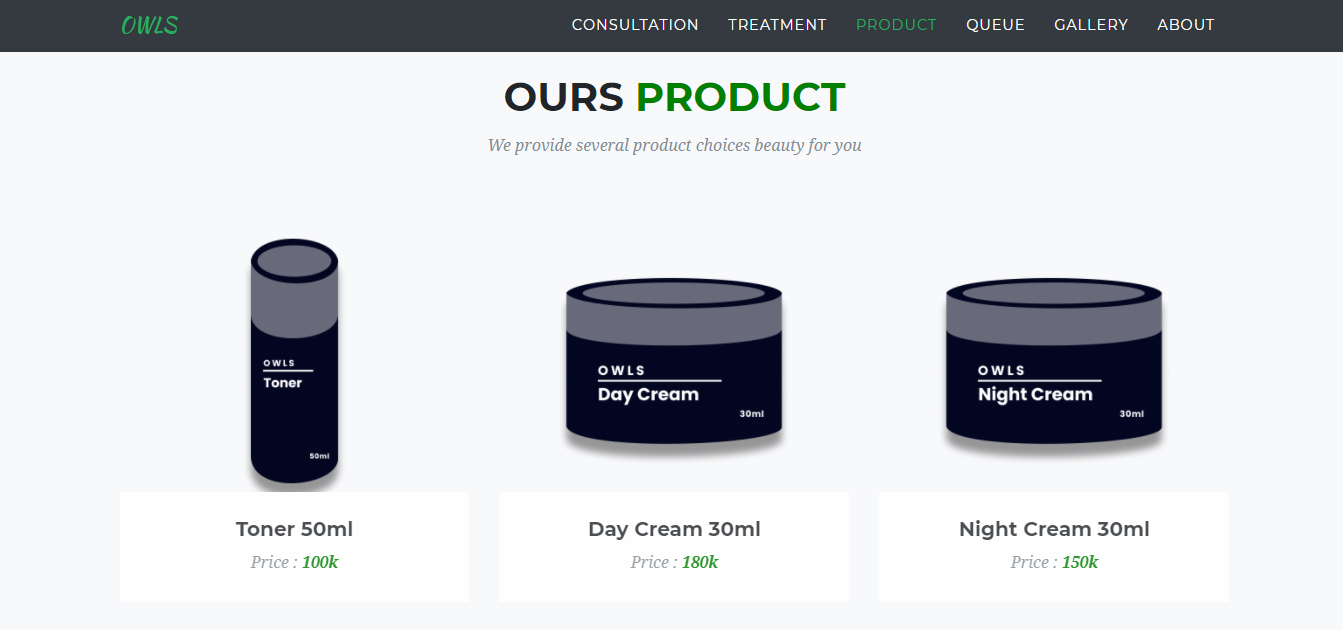 OWLS CONSULTATION TREATMENT PRODUCT QUEUE GALLERY ABOUT
OURS PRODUCT
We provide several product choices beauty for you
OWLS
Toner
50ml
OWLS
Day Cream
30ml
OWLS
Night Cream
30ml
Toner 50ml
Price : 100k
Day Cream 30ml
Price : 180k
Night Cream 30ml
Price : 150k